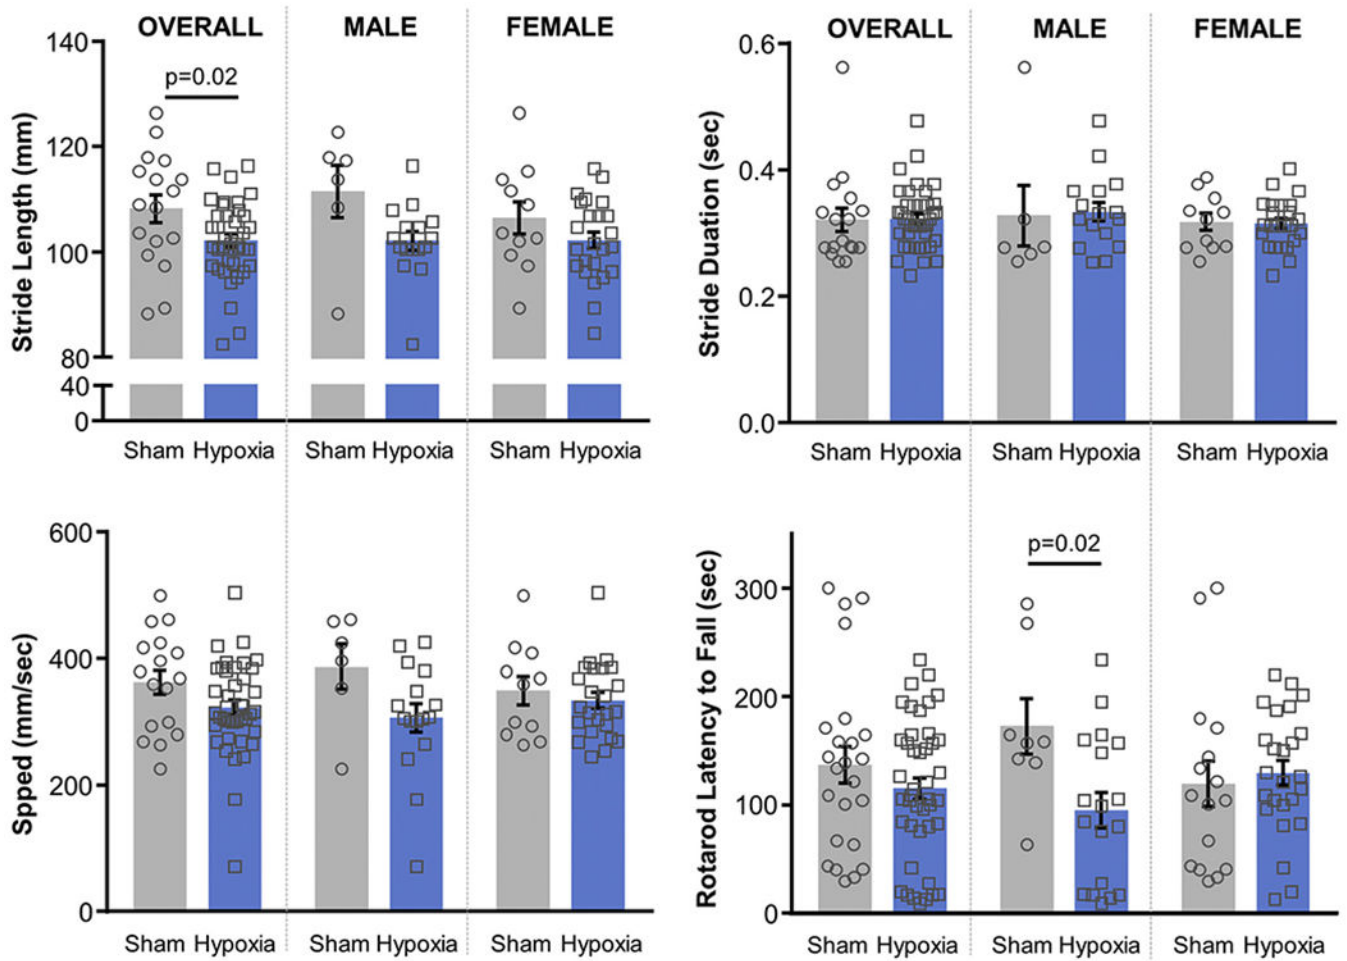 OVERALL MALE FEMALE
140
120
100
80
40
0
Stride Length (mm)
p=0.02
Sham Hypoxia Sham Hypoxia Sham Hypoxia
OVERALL MALE FEMALE
0.6
0.4
0.2
0.0
Stride Duation (sec)
Sham Hypoxia Sham Hypoxia Sham Hypoxia
600
400
200
0
Spped (mm/sec)
Sham Hypoxia Sham Hypoxia Sham Hypoxia
300
200
100
0
Rotarod Latency to Fall (sec)
p=0.02
Sham Hypoxia Sham Hypoxia Sham Hypoxia